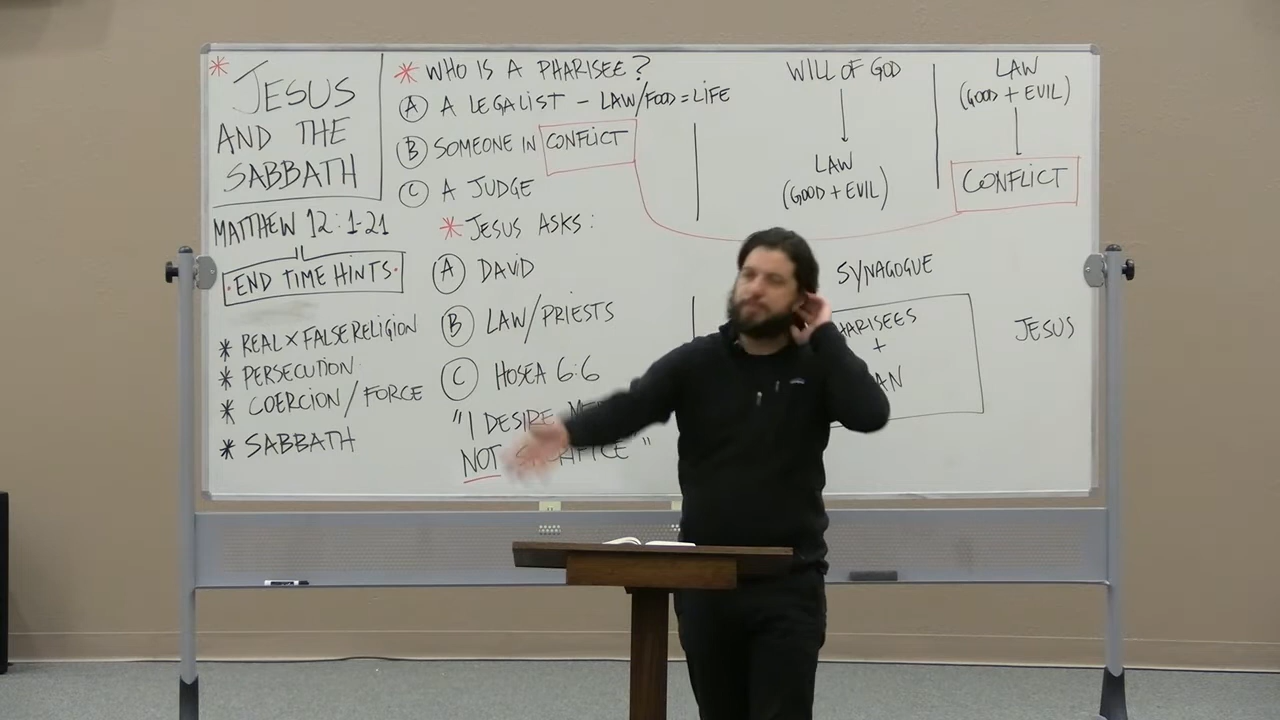 * JESUS
AND THE
SABBATH
MATTHEW 12:1-21
• END TIME HINTS •
* REAL × FALSE RELIGION
* PERSECUTION
* COERCION/FORCE
* SABBATH
* WHO IS A PHARISEE?
Ⓐ A LEGALIST - LAW/FOOD = LIFE
Ⓑ SOMEONE IN CONFLICT
Ⓒ A JUDGE
* JESUS ASKS:
Ⓐ DAVID
Ⓑ LAW/PRIESTS
Ⓒ HOSEA 6:6
"I DESIRE
NOT "
WILL OF GOD
↓
LAW
(GOOD + EVIL)
LAW
(GOOD + EVIL)
↓
CONFLICT
SYNAGOGUE
HARISEES
+
AN
JESUS